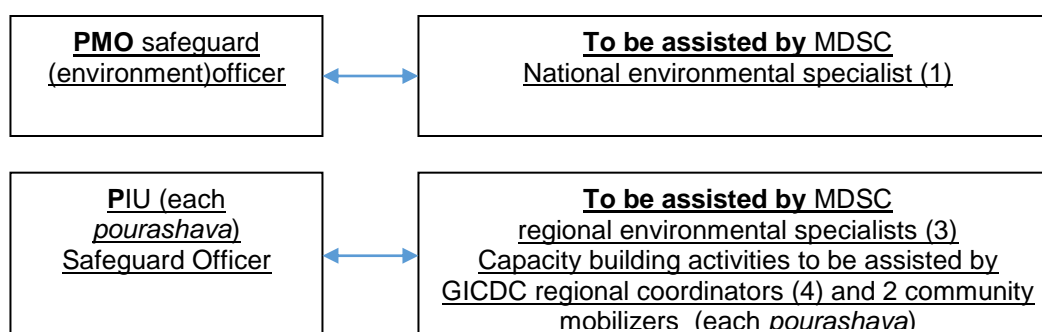 PMO safeguard
(environment)officer
To be assisted by MDSC
National environmental specialist (1)
PIU (each
pourashava)
Safeguard Officer
To be assisted by MDSC
regional environmental specialists (3)
Capacity building activities to be assisted by
GICDC regional coordinators (4) and 2 community
mobilizers (each pourashava)